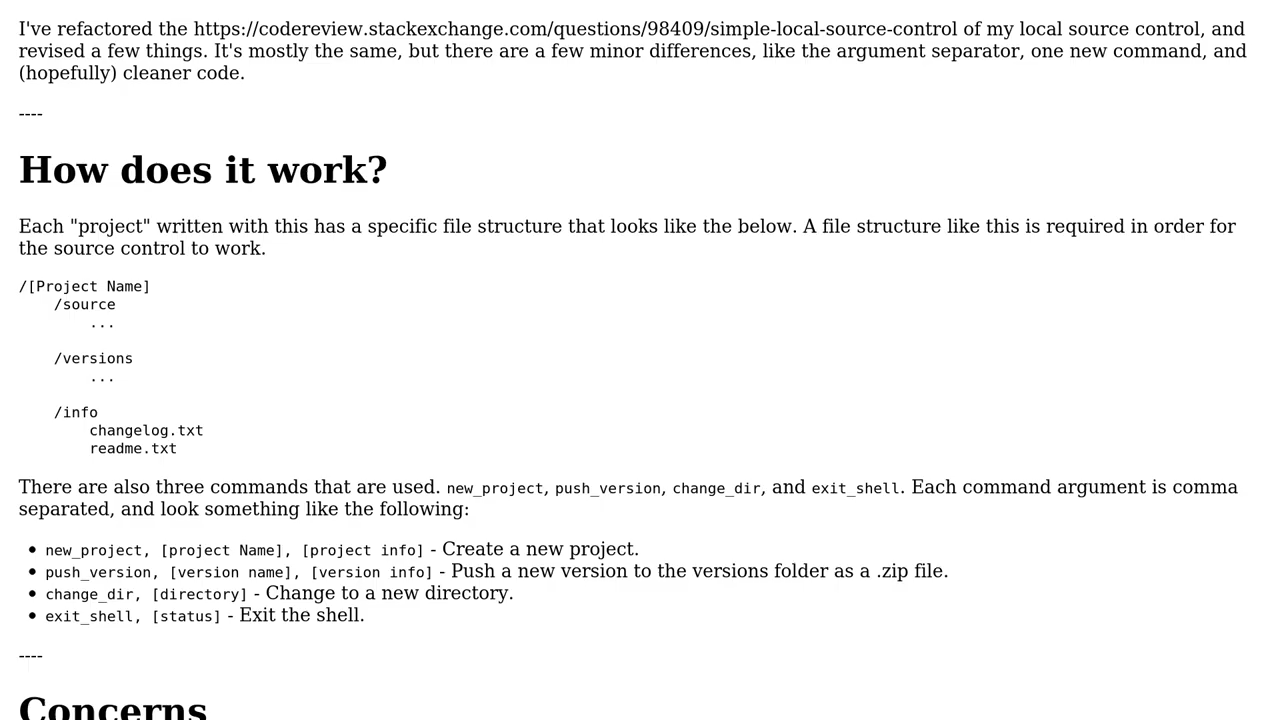 I've refactored the https://codereview.stackexchange.com/questions/98409/simple-local-source-control of my local source control, and
revised a few things. It's mostly the same, but there are a few minor differences, like the argument separator, one new command, and
(hopefully) cleaner code.
----
How does it work?
Each "project" written with this has a specific file structure that looks like the below. A file structure like this is required in order for
the source control to work.
/[Project Name]
    /source
        ...
    /versions
        ...
    /info
        changelog.txt
        readme.txt
There are also three commands that are used. new_project, push_version, change_dir, and exit_shell. Each command argument is comma
separated, and look something like the following:
• new_project, [project Name], [project info] - Create a new project.
• push_version, [version name], [version info] - Push a new version to the versions folder as a .zip file.
• change_dir, [directory] - Change to a new directory.
• exit_shell, [status] - Exit the shell.
----
Concerns